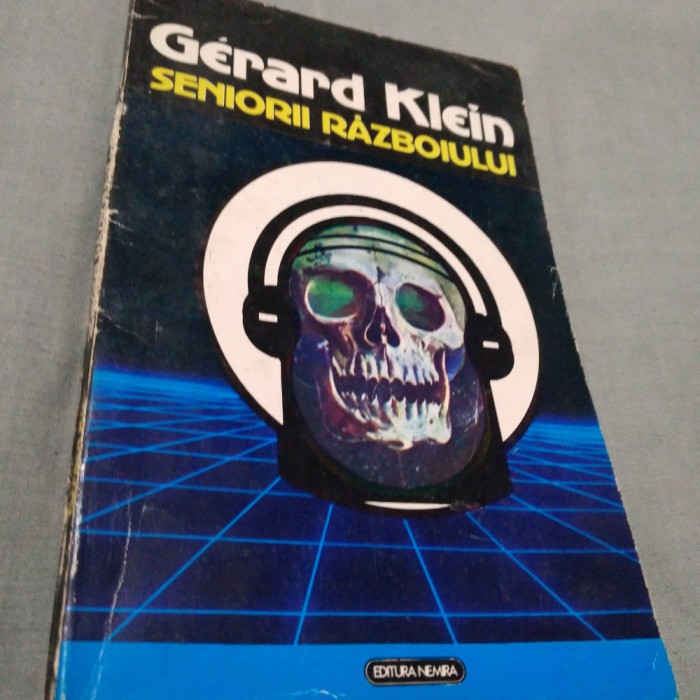 Gérard Klein
SENIORII RĂZBOIULUI
EDITURA NEMIRA